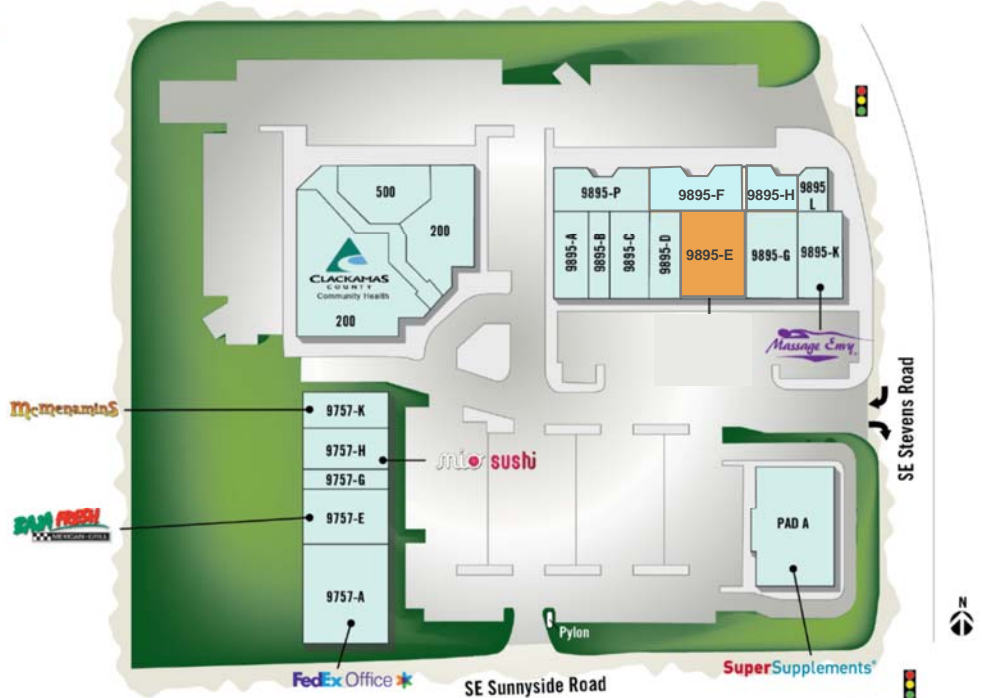 500
200
CLACKAMAS
COUNTY
Community Health
200
9895-P
9895-F
9895-H
9895
L
9895-A
9895-B
9895-C
9895-D
9895-E
9895-G
9895-K
Massage Envy
McMenaminS
9757-K
9757-H
mio sushi
9757-G
BAJA FRESH
MEXICAN GRILL
9757-E
9757-A
FedEx Office
PAD A
SuperSupplements
Pylon
SE Stevens Road
SE Sunnyside Road
N